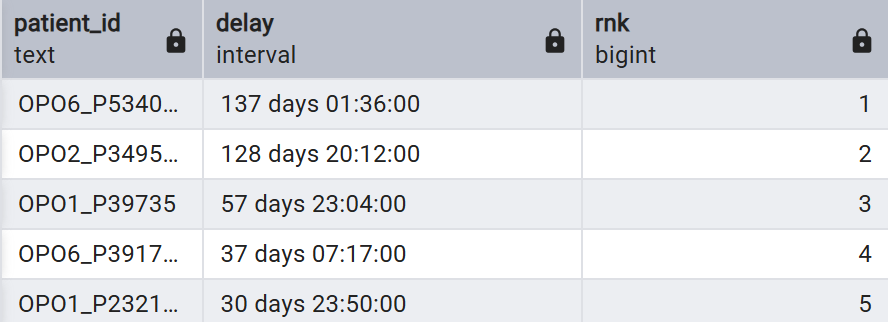 patient_id delay rnk
text interval bigint
OPO6_P5340… 137 days 01:36:00 1
OPO2_P3495… 128 days 20:12:00 2
OPO1_P39735 57 days 23:04:00 3
OPO6_P3917… 37 days 07:17:00 4
OPO1_P2321… 30 days 23:50:00 5